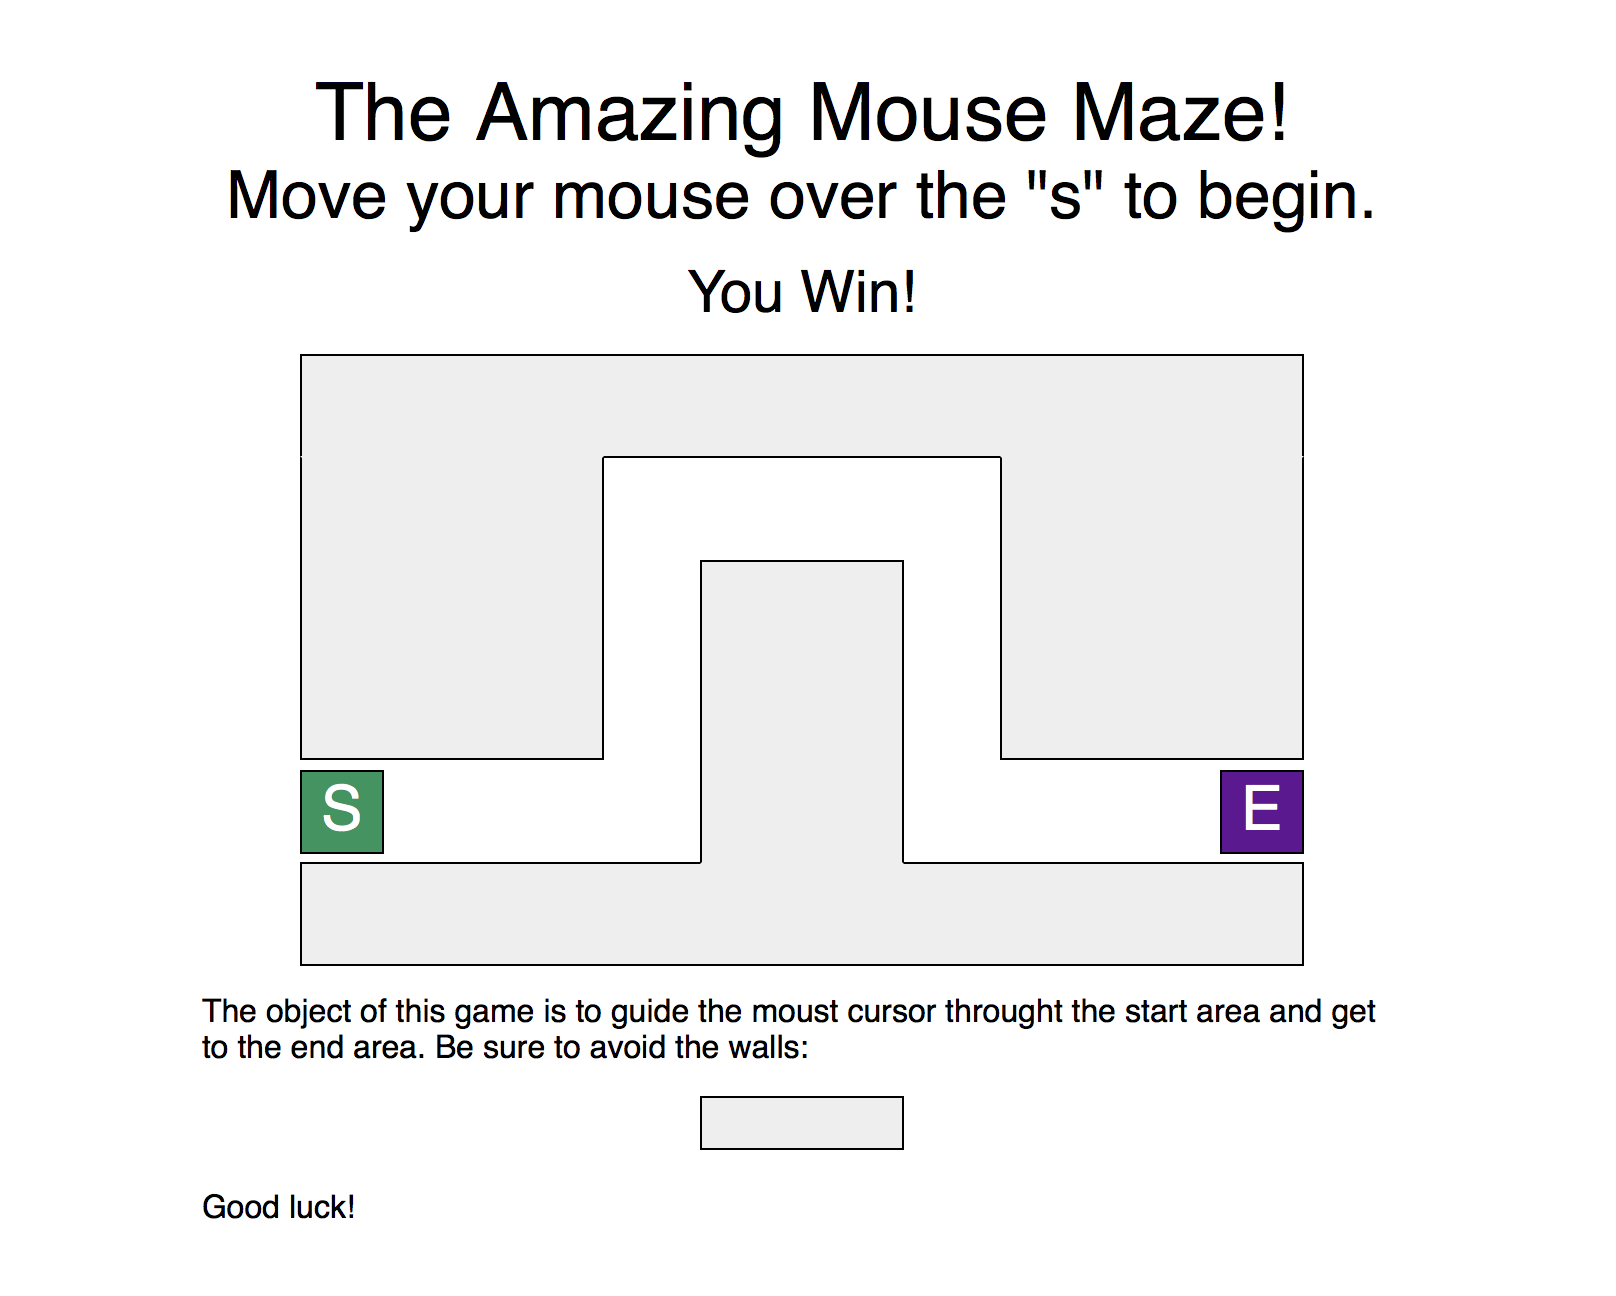 The Amazing Mouse Maze!
Move your mouse over the "s" to begin.
You Win!
S
E
The object of this game is to guide the moust cursor throught the start area and get
to the end area. Be sure to avoid the walls:
Good luck!